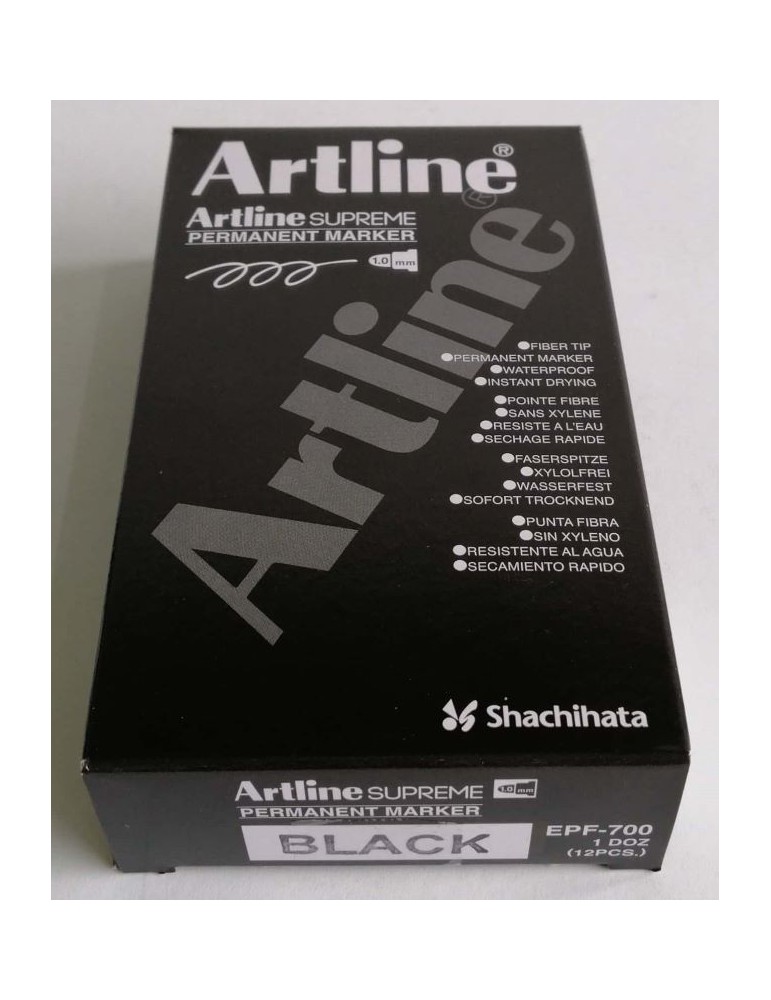 Artline®
Artline SUPREME
PERMANENT MARKER
1.0 mm
Artline®
●FIBER TIP
●PERMANENT MARKER
●WATERPROOF
●INSTANT DRYING
●POINTE FIBRE
●SANS XYLENE
●RESISTE A L'EAU
●SECHAGE RAPIDE
●FASERSPITZE
●XYLOLFREI
●WASSERFEST
●SOFORT TROCKNEND
●PUNTA FIBRA
●SIN XYLENO
●RESISTENTE AL AGUA
●SECAMIENTO RAPIDO
Shachihata
Artline SUPREME 1.0 mm
PERMANENT MARKER
BLACK
EPF-700
1 DOZ
(12PCS.)